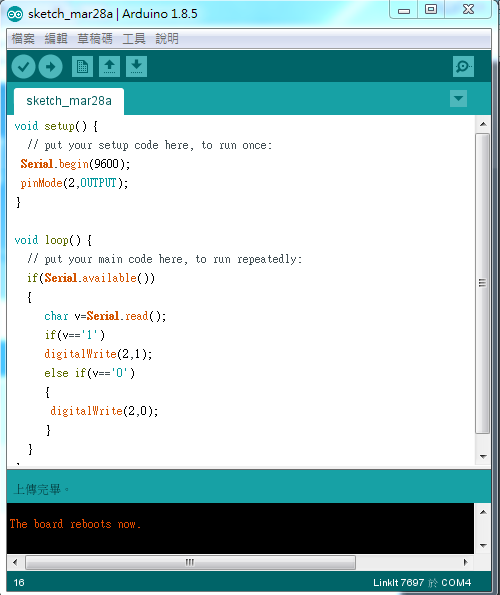 sketch_mar28a | Arduino 1.8.5
檔案 編輯 草稿碼 工具 說明
sketch_mar28a
void setup() {
// put your setup code here, to run once:
Serial.begin(9600);
pinMode(2,OUTPUT);
}
void loop() {
// put your main code here, to run repeatedly:
if(Serial.available())
{
char v=Serial.read();
if(v=='1')
digitalWrite(2,1);
else if(v=='0')
{
digitalWrite(2,0);
}
}
上傳完畢。
The board reboots now.
16 LinkIt 7697 於 COM4